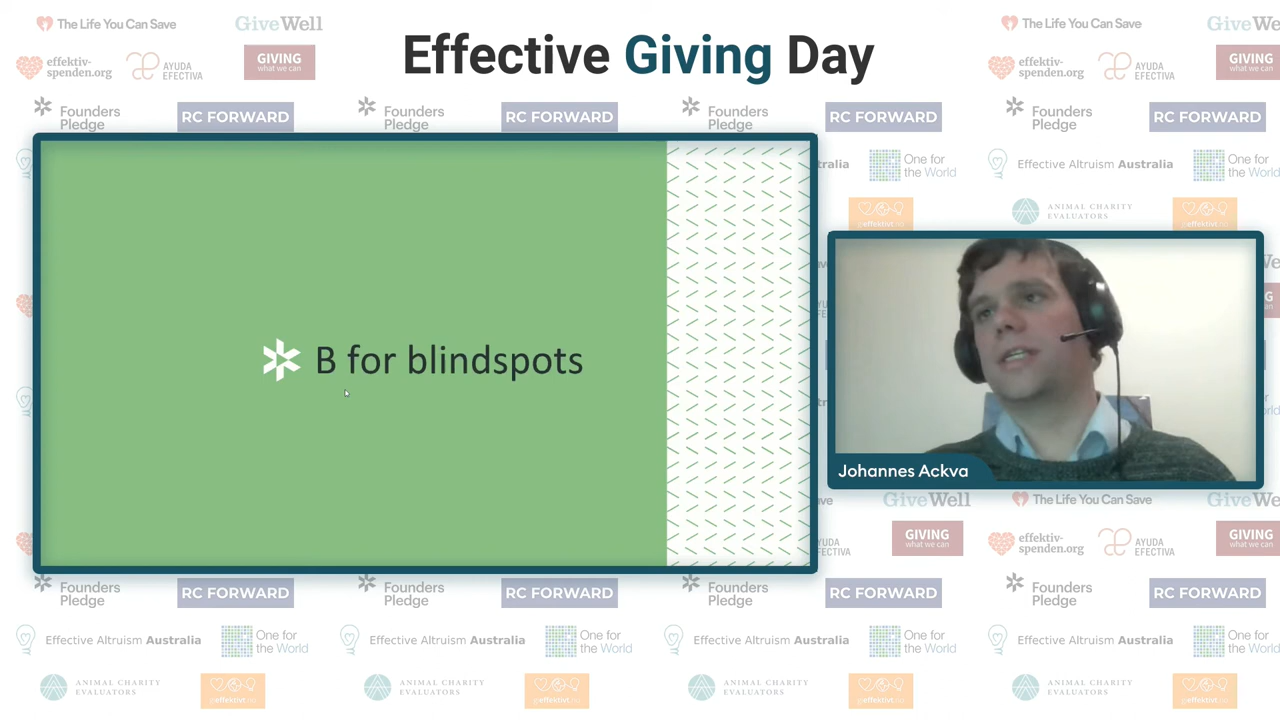 Effective Giving Day
The Life You Can Save
GiveWell
The Life You Can Save
GiveWell
effektiv-
spenden.org
AYUDA
EFECTIVA
GIVING
what we can
effektiv-
spenden.org
AYUDA
EFECTIVA
GIVING
what we can
Founders
Pledge
RC FORWARD
Founders
Pledge
RC FORWARD
Founders
Pledge
RC FORWARD
Founders
Pledge
RC FORWARD
One for
the World
Effective Altruism Australia
One for
the World
ANIMAL CHARITY
EVALUATORS
B for blindspots
Johannes Ackva
GiveWell
The Life You Can Save
GiveWell
AYUDA
EFECTIVA
GIVING
what we can
effektiv-
spenden.org
AYUDA
EFECTIVA
GIVING
what we can
Founders
Pledge
RC FORWARD
Founders
Pledge
RC FORWARD
Founders
Pledge
RC FORWARD
Founders
Pledge
RC FORWARD
Effective Altruism Australia
One for
the World
Effective Altruism Australia
One for
the World
Effective Altruism Australia
One for
the World
Effective Altruism Australia
One for
the World
ANIMAL CHARITY
EVALUATORS
ANIMAL CHARITY
EVALUATORS
ANIMAL CHARITY
EVALUATORS
ANIMAL CHARITY
EVALUATORS